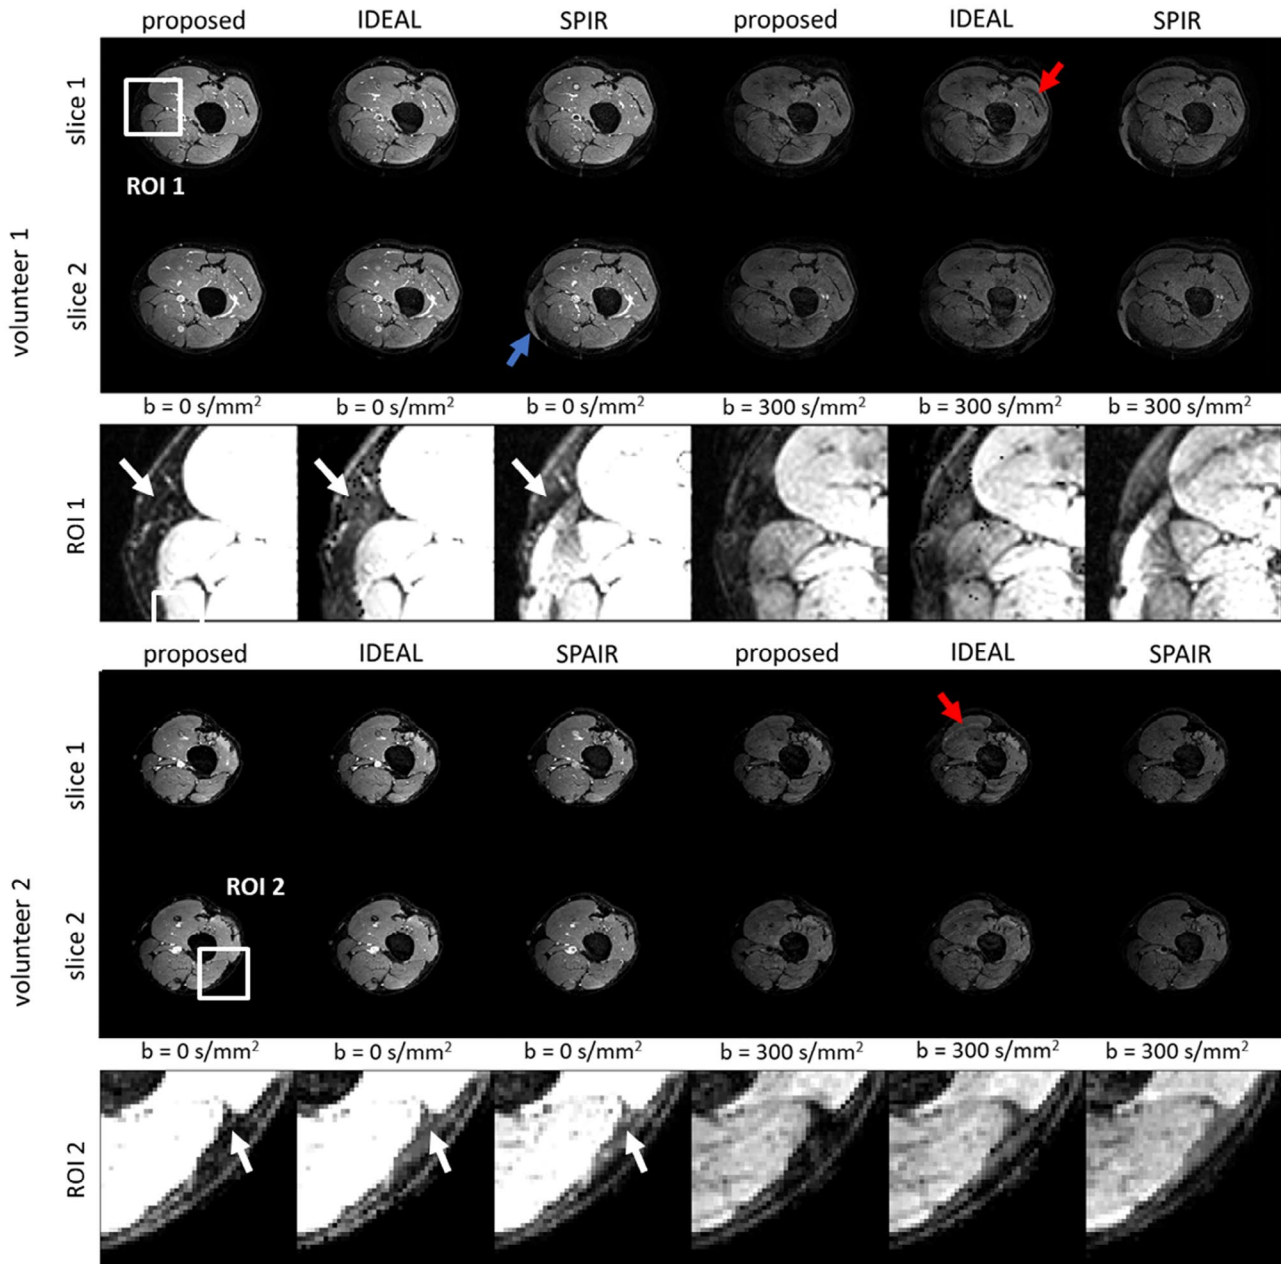 proposed IDEAL SPIR proposed IDEAL SPIR
volunteer 1
slice 1
ROI 1
slice 2
b = 0 s/mm² b = 0 s/mm² b = 0 s/mm² b = 300 s/mm² b = 300 s/mm² b = 300 s/mm²
ROI 1
proposed IDEAL SPAIR proposed IDEAL SPAIR
volunteer 2
slice 1
ROI 2
slice 2
b = 0 s/mm² b = 0 s/mm² b = 0 s/mm² b = 300 s/mm² b = 300 s/mm² b = 300 s/mm²
ROI 2